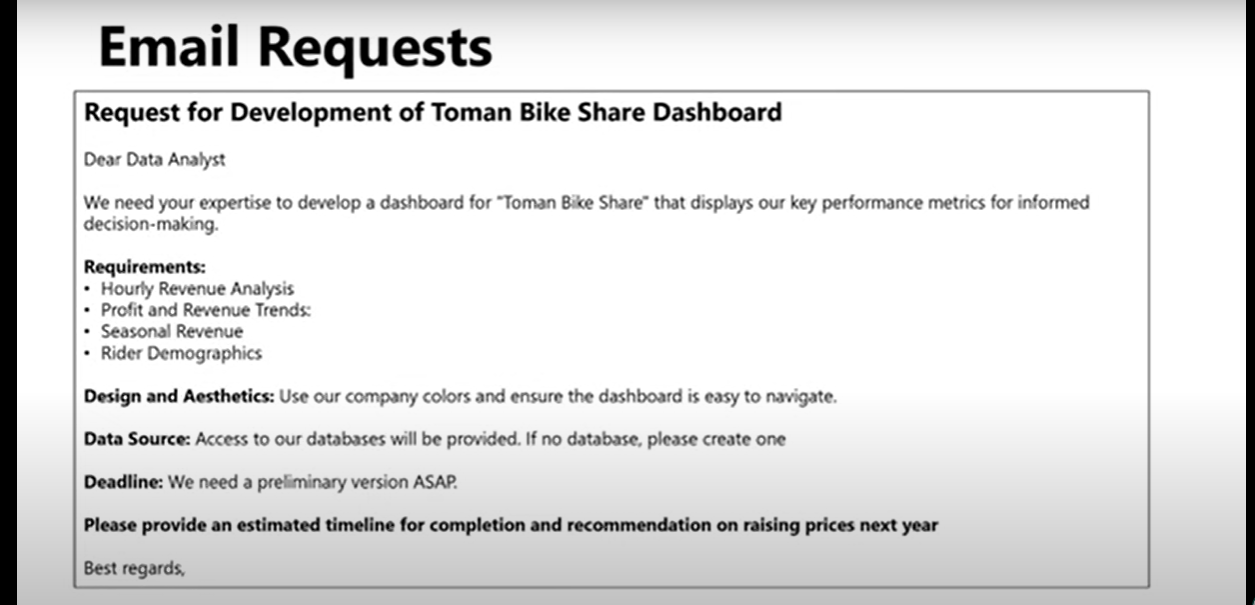 Email Requests
Request for Development of Toman Bike Share Dashboard
Dear Data Analyst
We need your expertise to develop a dashboard for "Toman Bike Share" that displays our key performance metrics for informed
decision-making.
Requirements:
• Hourly Revenue Analysis
• Profit and Revenue Trends:
• Seasonal Revenue
• Rider Demographics
Design and Aesthetics: Use our company colors and ensure the dashboard is easy to navigate.
Data Source: Access to our databases will be provided. If no database, please create one
Deadline: We need a preliminary version ASAP.
Please provide an estimated timeline for completion and recommendation on raising prices next year
Best regards,